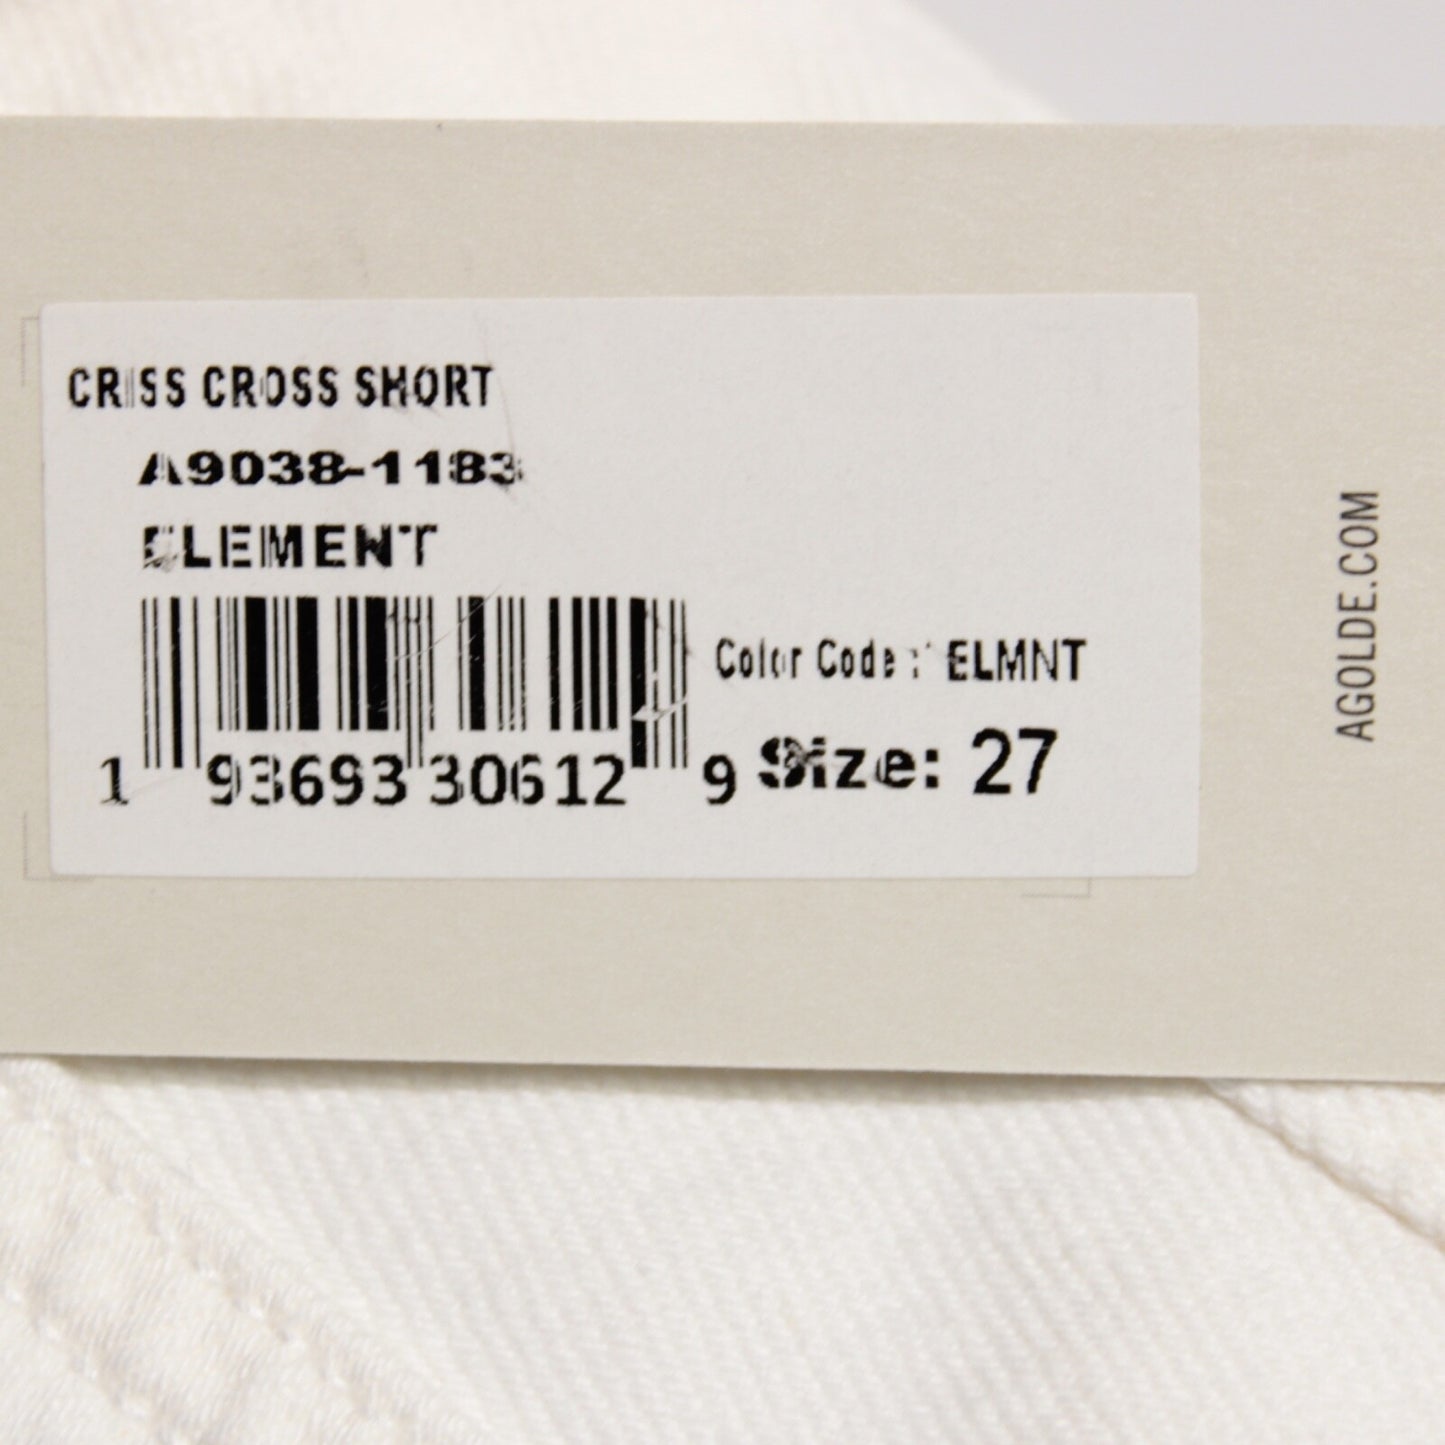 CRISS CROSS SHORT
A9038-1183
ELEMENT
Color Code : ELMNT
1 93693 30612 9
Size: 27
AGOLDE.COM